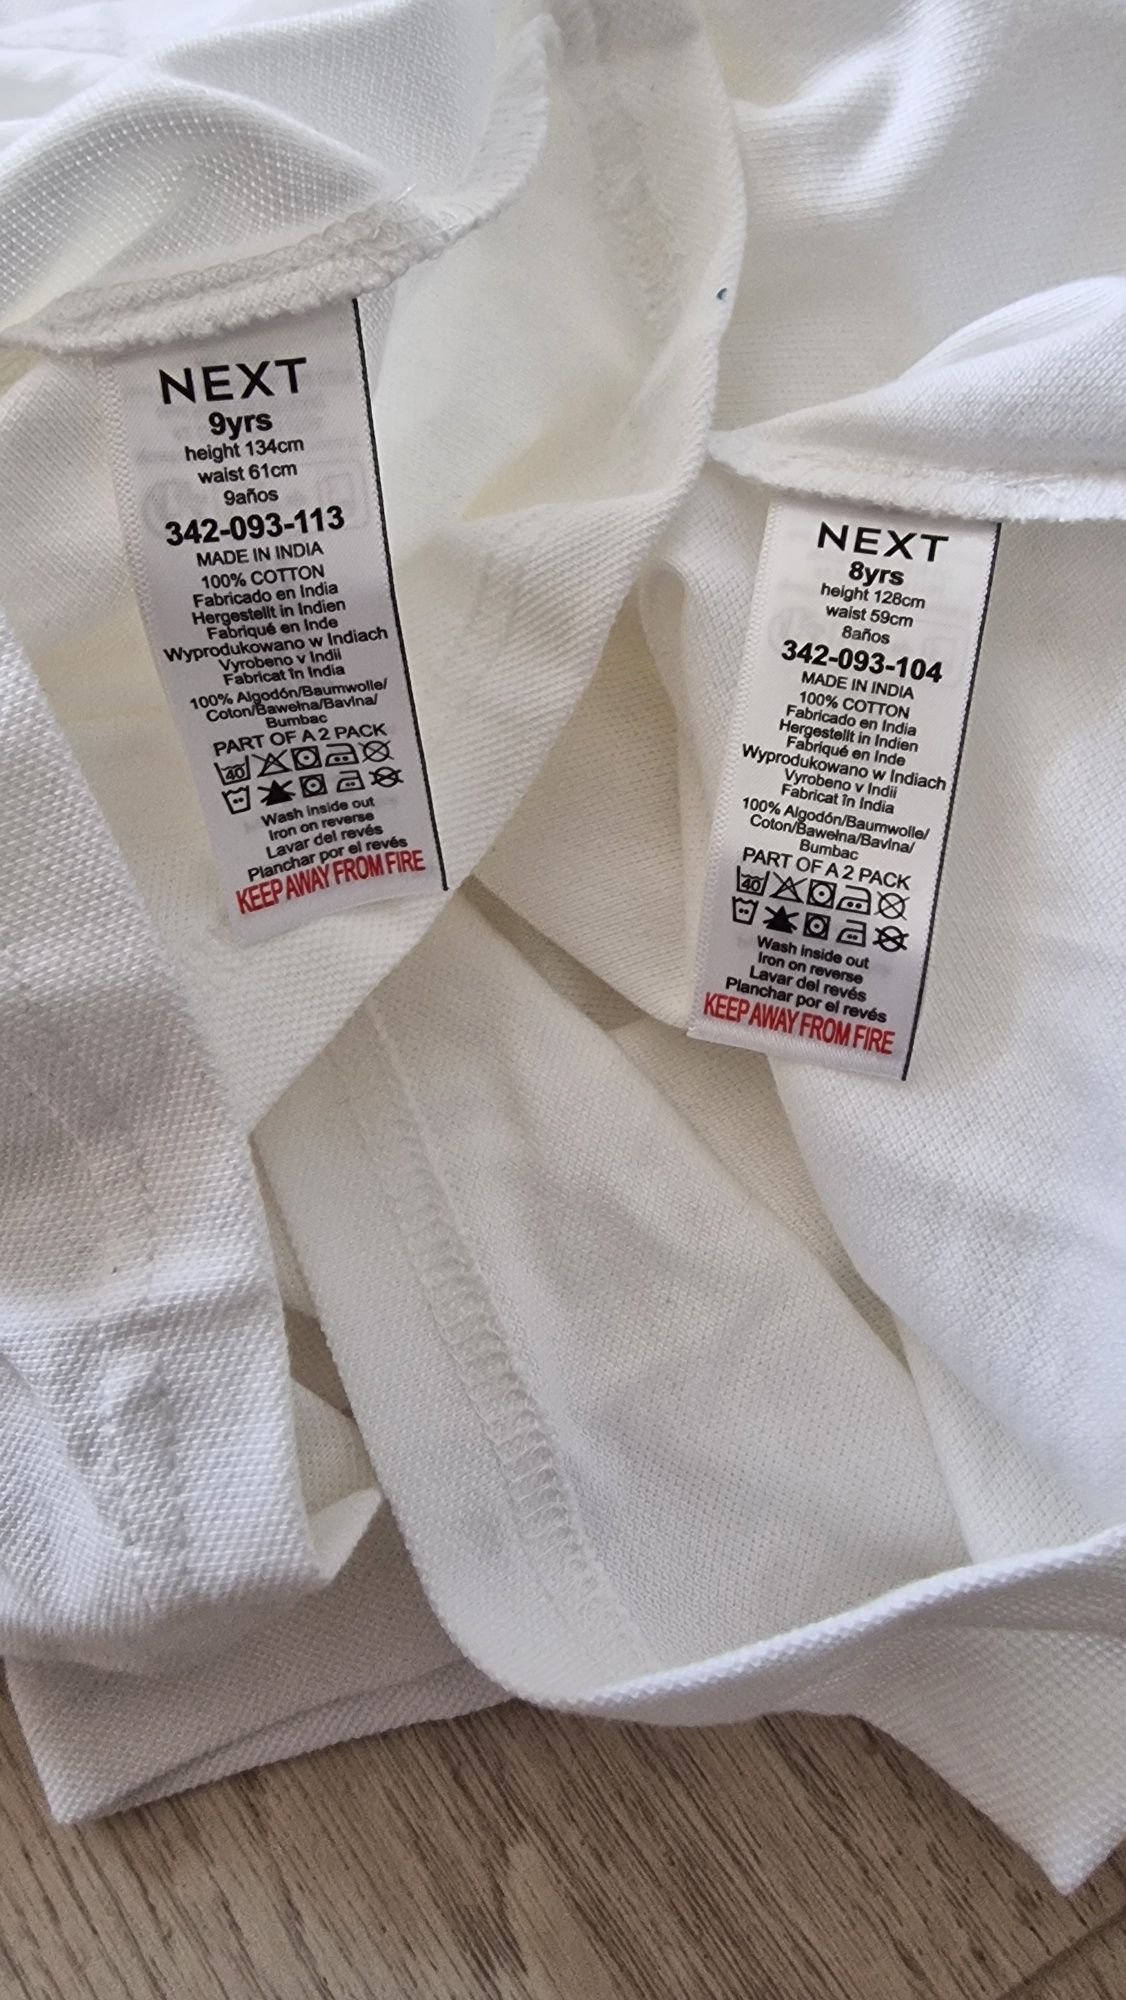 NEXT
9yrs
height 134cm
waist 61cm
9años
342-093-113
MADE IN INDIA
100% COTTON
Fabricado en India
Hergestellt in Indien
Fabriqué en Inde
Wyprodukowano w Indiach
Vyrobeno v Indii
Fabricat în India
100% Algodón/Baumwolle/
Coton/Bawełna/Bavlna/
Bumbac
PART OF A 2 PACK
40
Wash inside out
Iron on reverse
Lavar del revés
Planchar por el revés
KEEP AWAY FROM FIRE
NEXT
8yrs
height 128cm
waist 59cm
8años
342-093-104
MADE IN INDIA
100% COTTON
Fabricado en India
Hergestellt in Indien
Fabriqué en Inde
Wyprodukowano w Indiach
Vyrobeno v Indii
Fabricat în India
100% Algodón/Baumwolle/
Coton/Bawełna/Bavlna/
Bumbac
PART OF A 2 PACK
40
Wash inside out
Iron on reverse
Lavar del revés
Planchar por el revés
KEEP AWAY FROM FIRE